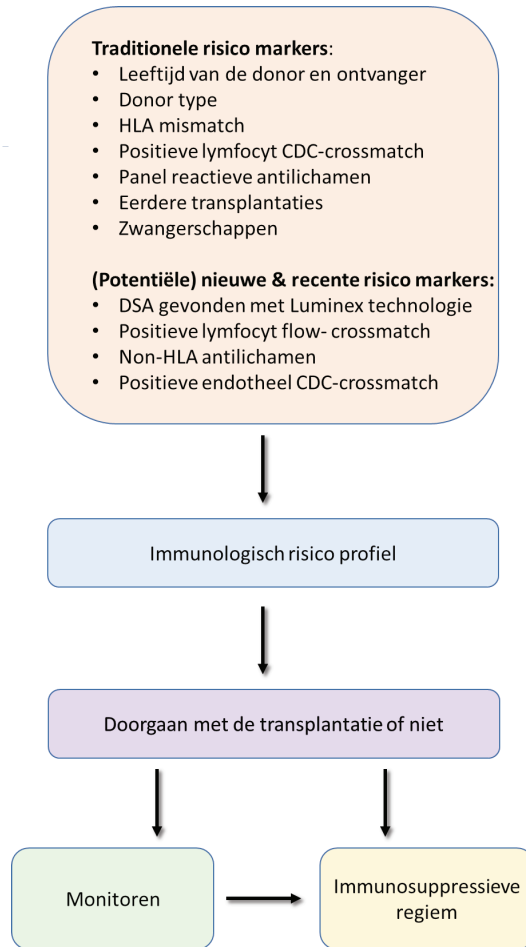 Traditionele risico markers:
• Leeftijd van de donor en ontvanger
• Donor type
• HLA mismatch
• Positieve lymfocyt CDC-crossmatch
• Panel reactieve antilichamen
• Eerdere transplantaties
• Zwangerschappen
(Potentiële) nieuwe & recente risico markers:
• DSA gevonden met Luminex technologie
• Positieve lymfocyt flow- crossmatch
• Non-HLA antilichamen
• Positieve endotheel CDC-crossmatch
Immunologisch risico profiel
Doorgaan met de transplantatie of niet
Monitoren
Immunosuppressieve
regiem